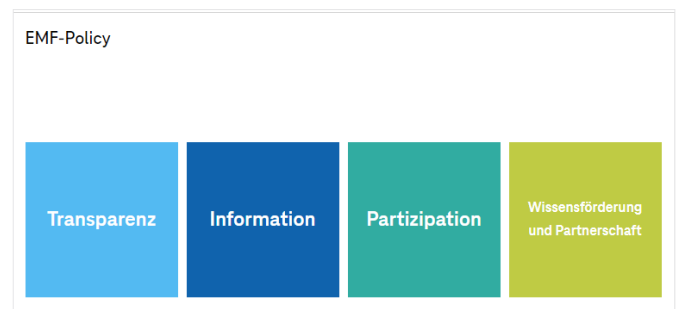 EMF-Policy
Transparenz
Information
Partizipation
Wissensförderung
und Partnerschaft